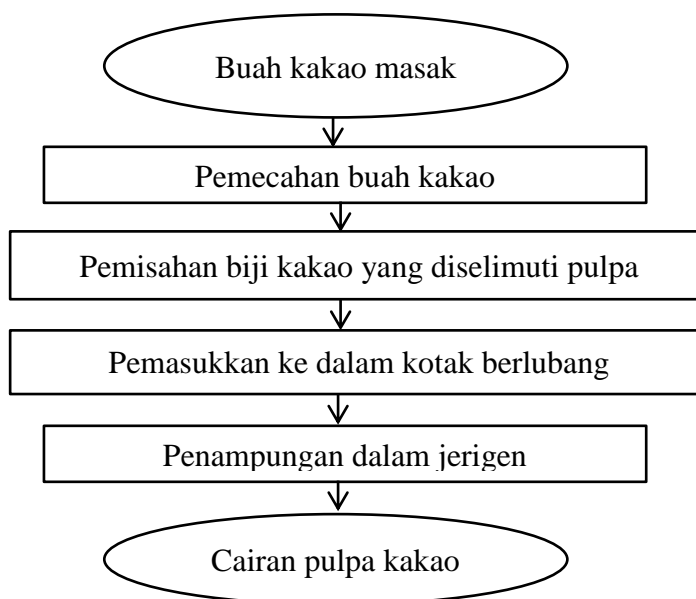 Buah kakao masak
Pemecahan buah kakao
Pemisahan biji kakao yang diselimuti pulpa
Pemasukkan ke dalam kotak berlubang
Penampungan dalam jerigen
Cairan pulpa kakao